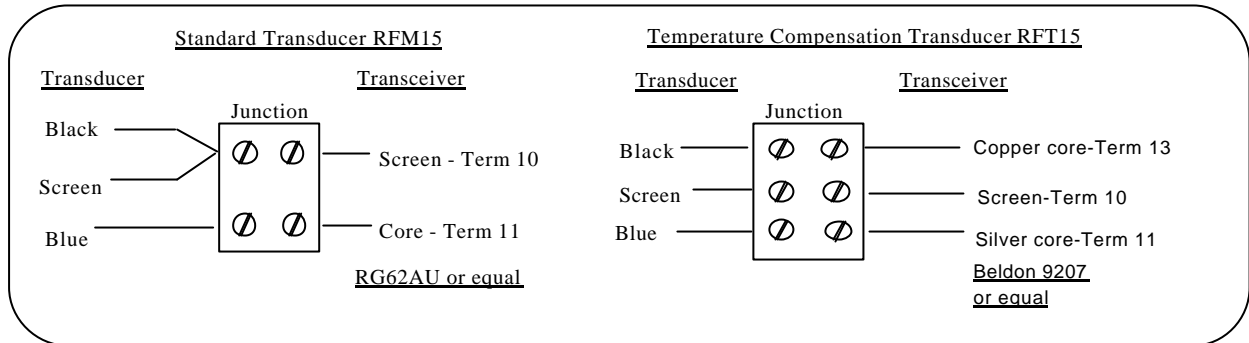 Standard Transducer RFM15
Transducer
Transceiver
Junction
Black
Screen
Blue
Screen - Term 10
Core - Term 11
RG62AU or equal
Temperature Compensation Transducer RFT15
Transducer
Transceiver
Junction
Black
Screen
Blue
Copper core-Term 13
Screen-Term 10
Silver core-Term 11
Beldon 9207
or equal